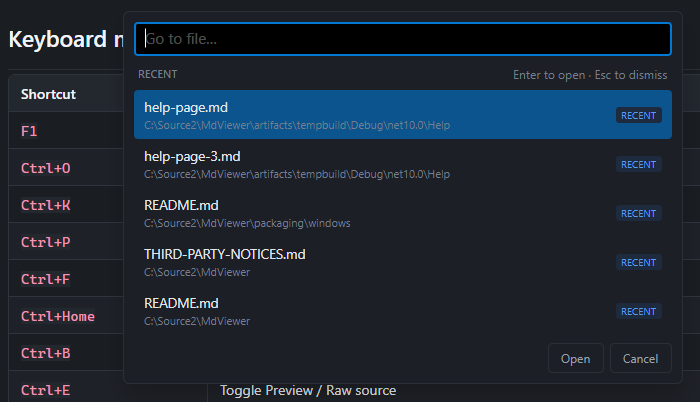 Keyboard
Go to file...
RECENT
Enter to open · Esc to dismiss
help-page.md
C:\Source2\MdViewer\artifacts\tempbuild\Debug\net10.0\Help
RECENT
help-page-3.md
C:\Source2\MdViewer\artifacts\tempbuild\Debug\net10.0\Help
RECENT
README.md
C:\Source2\MdViewer\packaging\windows
RECENT
THIRD-PARTY-NOTICES.md
C:\Source2\MdViewer
RECENT
README.md
C:\Source2\MdViewer
RECENT
Open
Cancel
Shortcut
F1
Ctrl+O
Ctrl+K
Ctrl+P
Ctrl+F
Ctrl+Home
Ctrl+B
Ctrl+E
Toggle Preview / Raw source